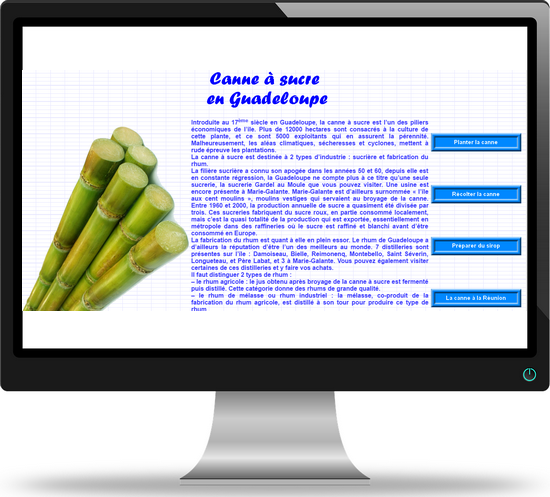 Canne à sucre
en Guadeloupe
Introduite au 17ème siècle en Guadeloupe, la canne à sucre est l'un des piliers
économiques de l'île. Plus de 12000 hectares sont consacrés à la culture de
cette plante, et ce sont 5000 exploitants qui en assurent la pérennité.
Malheureusement, les aléas climatiques, sécheresses et cyclones, mettent à
rude épreuve les plantations.
La canne à sucre est destinée à 2 types d'industrie : sucrière et fabrication du
rhum.
La filière sucrière a connu son apogée dans les années 50 et 60, depuis elle est
en constante régression, la Guadeloupe ne compte plus à ce titre qu'une seule
sucrerie, la sucrerie Gardel au Moule que vous pouvez visiter. Une usine est
encore présente à Marie-Galante. Marie-Galante est d'ailleurs surnommée « l'île
aux cent moulins », moulins vestiges qui servaient au broyage de la canne.
Entre 1960 et 2000, la production annuelle de sucre a quasiment été divisée par
trois. Ces sucreries fabriquent du sucre roux, en partie consommé localement,
mais c'est la quasi totalité de la production qui est exportée, essentiellement en
métropole dans des raffineries où le sucre est raffiné et blanchi avant d'être
consommé en Europe.
La fabrication du rhum est quant à elle en plein essor. Le rhum de Guadeloupe a
d'ailleurs la réputation d'être l'un des meilleurs au monde. 7 distilleries sont
présentes sur l'île : Damoiseau, Bielle, Reimonenq, Montebello, Saint Séverin,
Longueteau, et Père Labat, et 3 à Marie-Galante. Vous pouvez également visiter
certaines de ces distilleries et y faire vos achats.
Il faut distinguer 2 types de rhum :
– le rhum agricole : le jus obtenu après broyage de la canne à sucre est fermenté
puis distillé. Cette catégorie donne des rhums de grande qualité.
– le rhum de mélasse ou rhum industriel : la mélasse, co-produit de la
fabrication du rhum agricole, est distillé à son tour pour produire ce type de
rhum
Planter la canne
Récolter la canne
Préparer du sirop
La canne à la Réunion